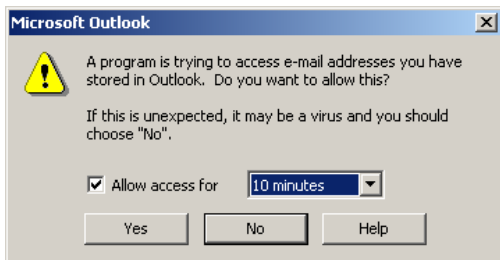 Microsoft Outlook
A program is trying to access e-mail addresses you have
stored in Outlook. Do you want to allow this?
If this is unexpected, it may be a virus and you should
choose "No".
Allow access for 10 minutes
Yes No Help